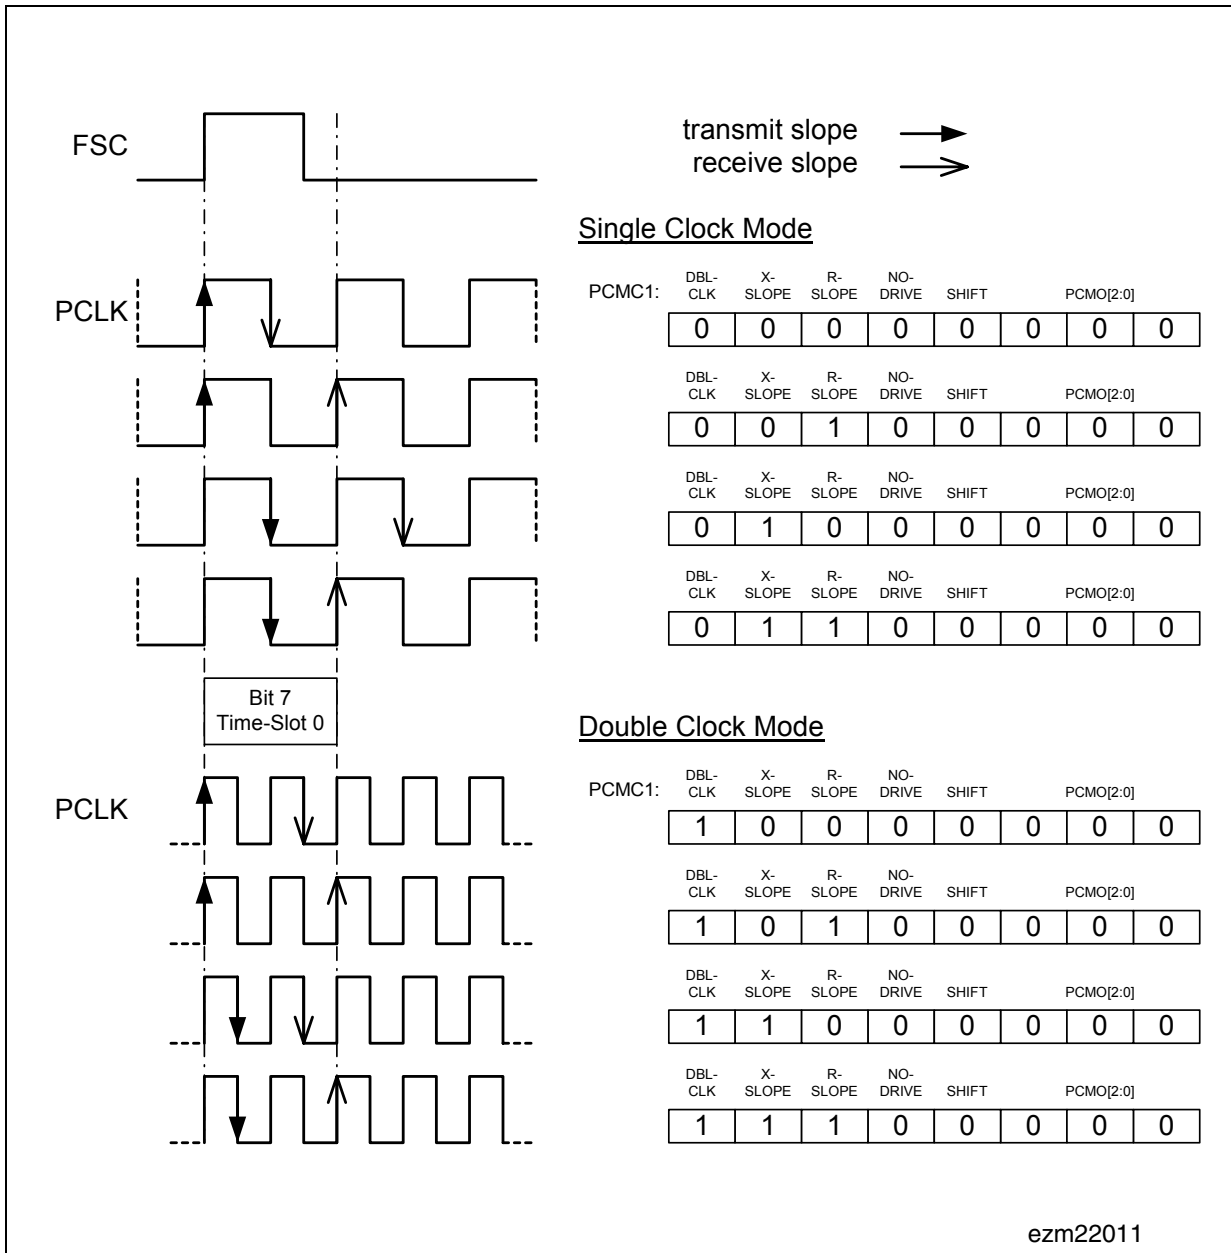 FSC
transmit slope
receive slope
Single Clock Mode
PCLK
PCMC1:
DBL-CLK X-SLOPE R-SLOPE NO-DRIVE SHIFT PCMO[2:0]
0 0 0 0 0 0 0 0
DBL-CLK X-SLOPE R-SLOPE NO-DRIVE SHIFT PCMO[2:0]
0 0 1 0 0 0 0 0
DBL-CLK X-SLOPE R-SLOPE NO-DRIVE SHIFT PCMO[2:0]
0 1 0 0 0 0 0 0
DBL-CLK X-SLOPE R-SLOPE NO-DRIVE SHIFT PCMO[2:0]
0 1 1 0 0 0 0 0
Bit 7
Time-Slot 0
Double Clock Mode
PCLK
PCMC1:
DBL-CLK X-SLOPE R-SLOPE NO-DRIVE SHIFT PCMO[2:0]
1 0 0 0 0 0 0 0
DBL-CLK X-SLOPE R-SLOPE NO-DRIVE SHIFT PCMO[2:0]
1 0 1 0 0 0 0 0
DBL-CLK X-SLOPE R-SLOPE NO-DRIVE SHIFT PCMO[2:0]
1 1 0 0 0 0 0 0
DBL-CLK X-SLOPE R-SLOPE NO-DRIVE SHIFT PCMO[2:0]
1 1 1 0 0 0 0 0
ezm22011